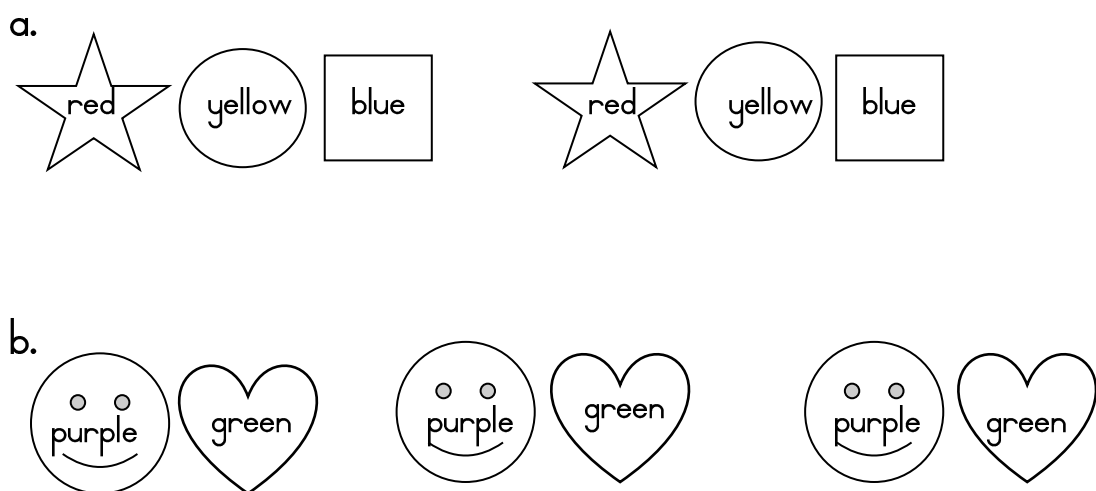 a.
red yellow blue red yellow blue
b.
purple green purple green purple green